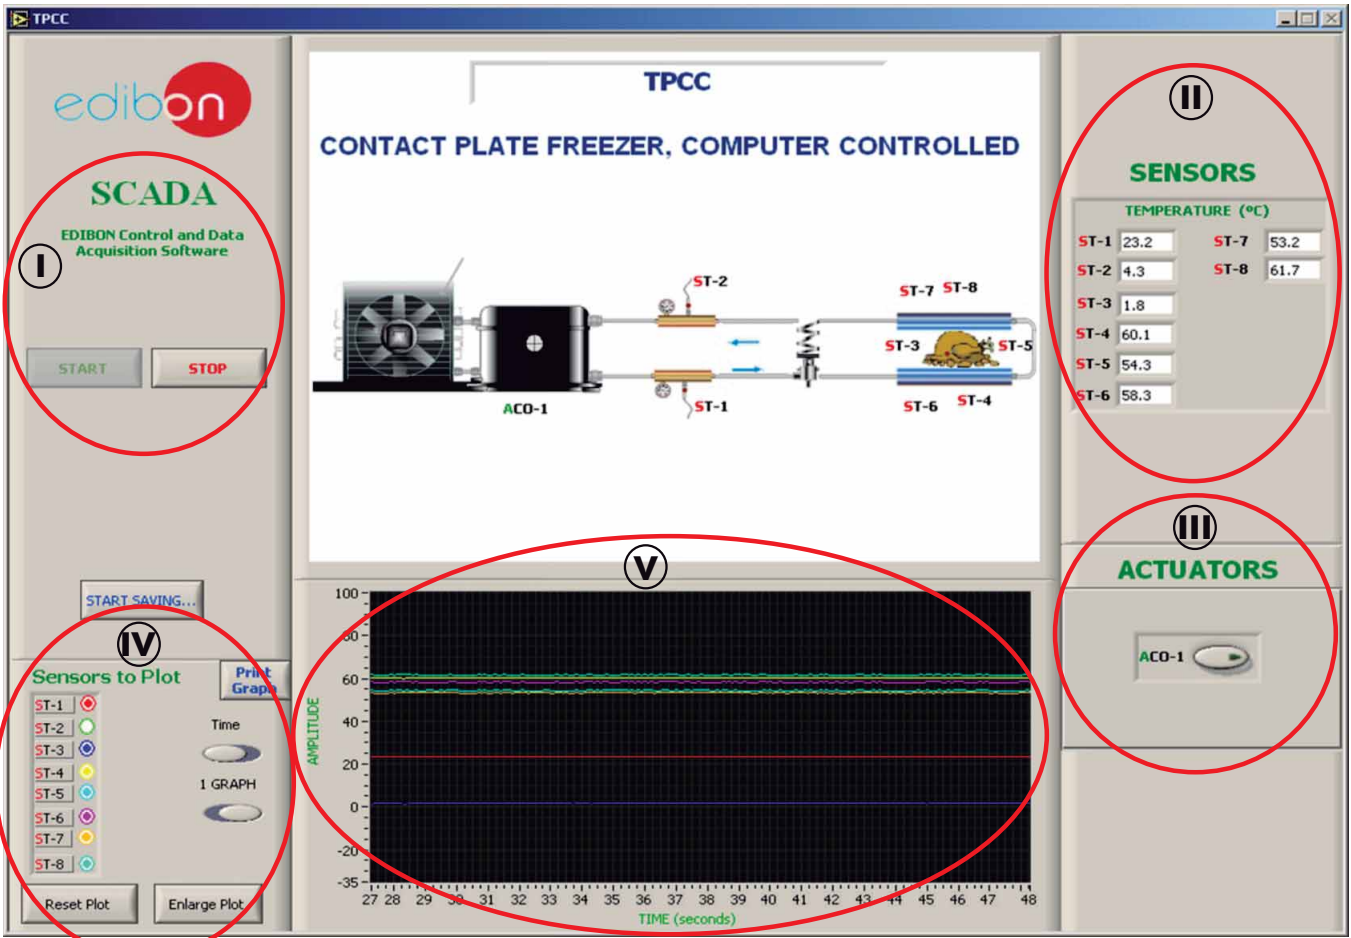 TPCC
edibon
SCADA
EDIBON Control and Data
Acquisition Software
I
START
STOP
START SAVING...
IV
Sensors to Plot
Print
Graph
ST-1
ST-2
ST-3
ST-4
ST-5
ST-6
ST-7
ST-8
Time
1 GRAPH
Reset Plot
Enlarge Plot
TPCC
CONTACT PLATE FREEZER, COMPUTER CONTROLLED
ST-2
ST-7 ST-8
ST-3
ST-5
ST-6
ST-4
ACO-1
ST-1
V
100
80
60
40
20
0
-20
-35
AMPLITUDE
27 28 29 30 31 32 33 34 35 36 37 38 39 40 41 42 43 44 45 46 47 48
TIME (seconds)
II
SENSORS
TEMPERATURE (ºC)
ST-1 23.2 ST-7 53.2
ST-2 4.3 ST-8 61.7
ST-3 1.8
ST-4 60.1
ST-5 54.3
ST-6 58.3
III
ACTUATORS
ACO-1